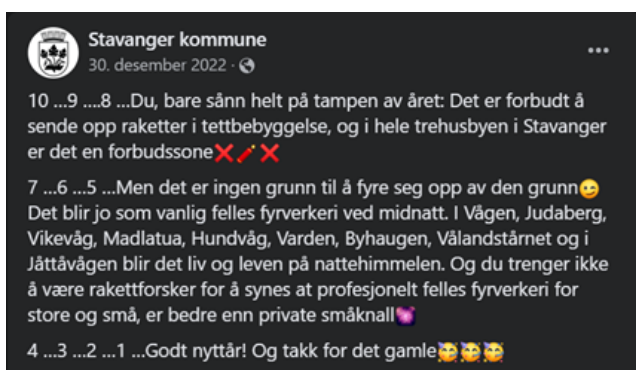 Stavanger kommune
30. desember 2022 ·
10 ...9 ....8 ...Du, bare sånn helt på tampen av året: Det er forbudt å
sende opp raketter i tettbebyggelse, og i hele trehusbyen i Stavanger
er det en forbudssone❌🧨❌
7 ...6 ...5 ...Men det er ingen grunn til å fyre seg opp av den grunn😉
Det blir jo som vanlig felles fyrverkeri ved midnatt. I Vågen, Judaberg,
Vikevåg, Madlatua, Hundvåg, Varden, Byhaugen, Vålandstårnet og i
Jåttåvågen blir det liv og leven på nattehimmelen. Og du trenger ikke
å være rakettforsker for å synes at profesjonelt felles fyrverkeri for
store og små, er bedre enn private småknall💓
4 ...3 ...2 ...1 ...Godt nyttår! Og takk for det gamle🥳🥳🥳